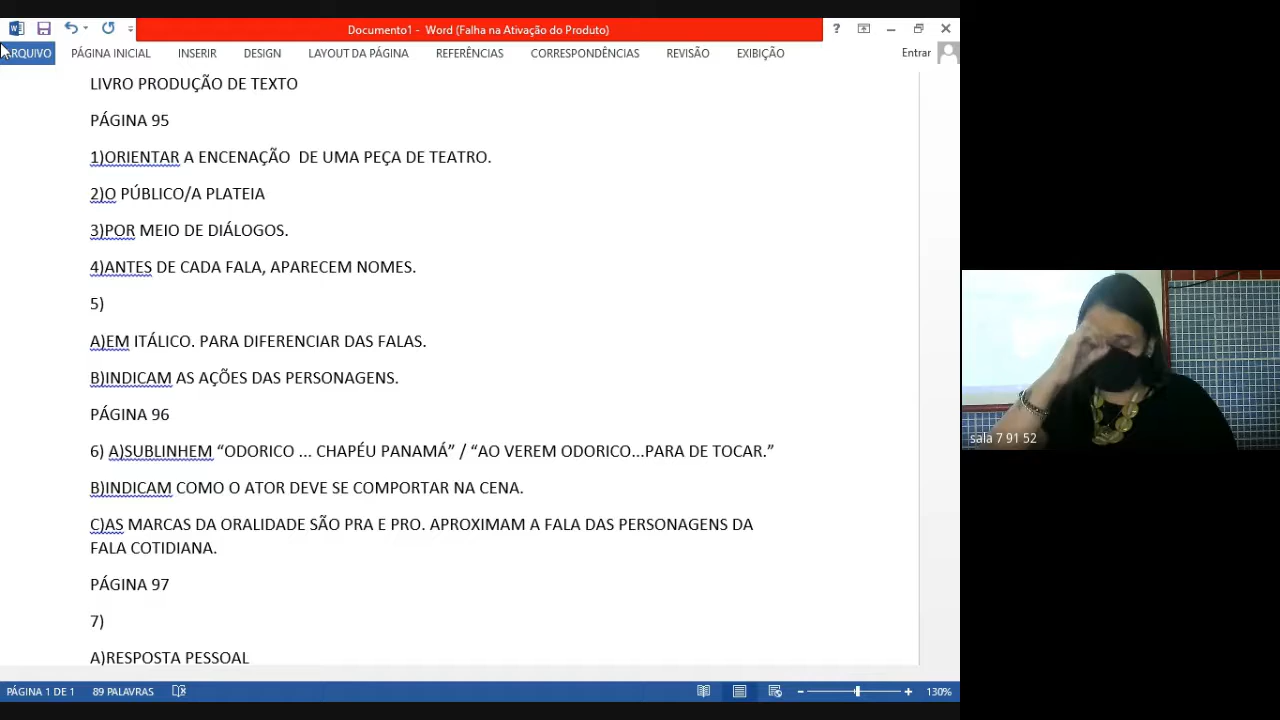 Documento1 - Word (Falha na Ativação do Produto)
?
ARQUIVO PÁGINA INICIAL INSERIR DESIGN LAYOUT DA PÁGINA REFERÊNCIAS CORRESPONDÊNCIAS REVISÃO EXIBIÇÃO Entrar
LIVRO PRODUÇÃO DE TEXTO
PÁGINA 95
1)ORIENTAR A ENCENAÇÃO DE UMA PEÇA DE TEATRO.
2)O PÚBLICO/A PLATEIA
3)POR MEIO DE DIÁLOGOS.
4)ANTES DE CADA FALA, APARECEM NOMES.
5)
A)EM ITÁLICO. PARA DIFERENCIAR DAS FALAS.
B)INDICAM AS AÇÕES DAS PERSONAGENS.
PÁGINA 96
6) A)SUBLINHEM “ODORICO ... CHAPÉU PANAMÁ” / “AO VEREM ODORICO...PARA DE TOCAR.”
B)INDICAM COMO O ATOR DEVE SE COMPORTAR NA CENA.
C)AS MARCAS DA ORALIDADE SÃO PRA E PRO. APROXIMAM A FALA DAS PERSONAGENS DA
FALA COTIDIANA.
PÁGINA 97
7)
A)RESPOSTA PESSOAL
PÁGINA 1 DE 1 89 PALAVRAS 130%
sala 7 91 52